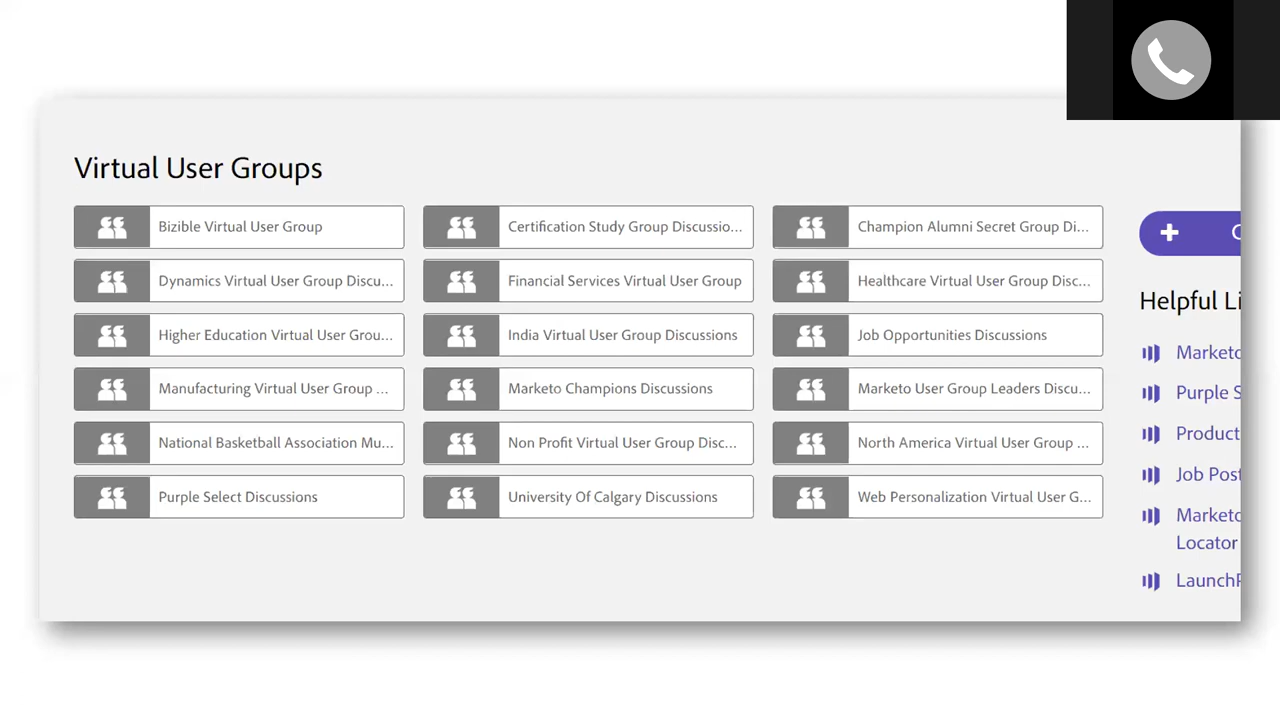 Virtual User Groups
Bizible Virtual User Group
Certification Study Group Discussio...
Champion Alumni Secret Group Di...
Dynamics Virtual User Group Discu...
Financial Services Virtual User Group
Healthcare Virtual User Group Disc...
Higher Education Virtual User Grou...
India Virtual User Group Discussions
Job Opportunities Discussions
Manufacturing Virtual User Group ...
Marketo Champions Discussions
Marketo User Group Leaders Discu...
National Basketball Association Mu...
Non Profit Virtual User Group Disc...
North America Virtual User Group ...
Purple Select Discussions
University Of Calgary Discussions
Web Personalization Virtual User G...
Helpful Li
Marketo
Purple S
Product
Job Post
Marketo
Locator
LaunchP